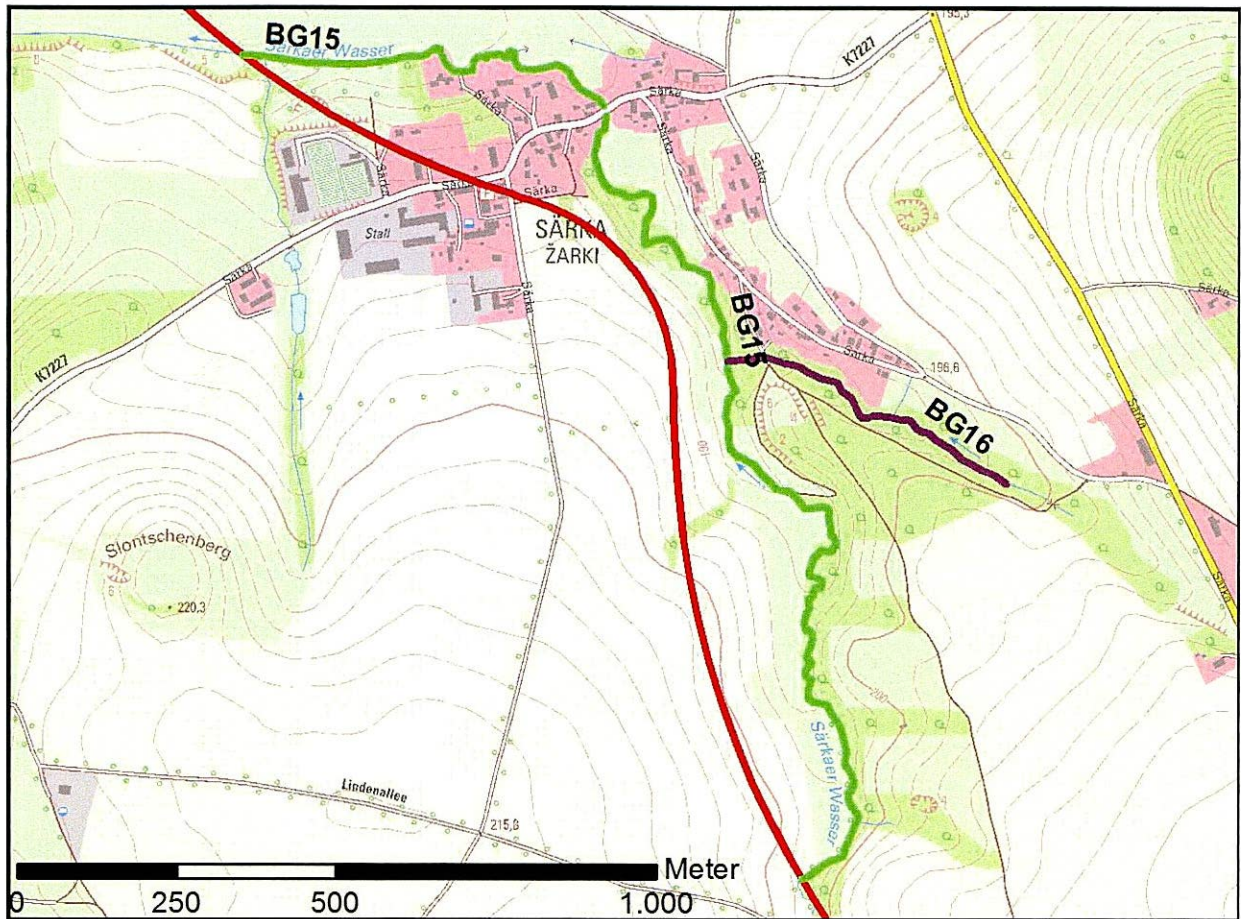 195,3
BG15
Särkaer Wasser
K7227
Särka
Särka
Särka
Särka
Särka
Särka
Särka
Stall
SÄRKA
ŽARKI
Särka
Särka
K7227
BG15
Särka
196,6
BG16
Särka
190
Slontschenberg
220,3
Särka
200
Särkaer Wasser
Lindenallee
215,8
Meter
0 250 500 1.000